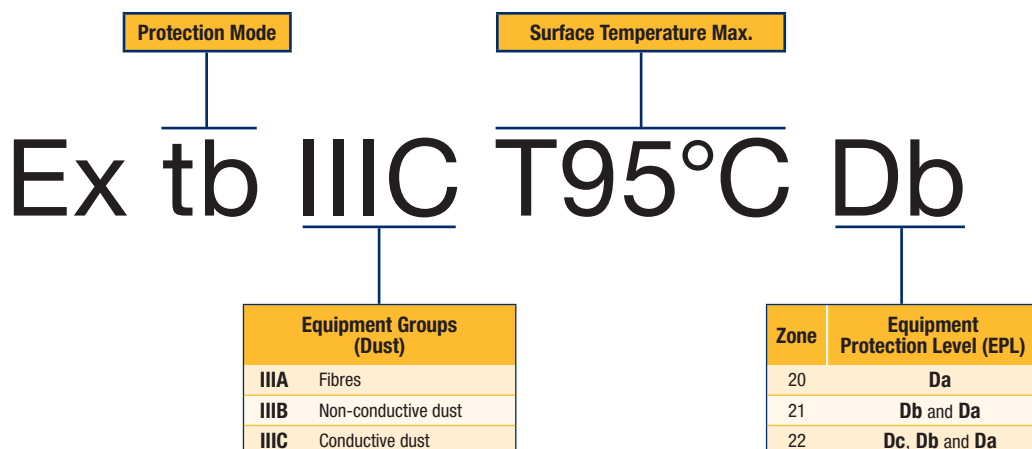 Protection Mode
Surface Temperature Max.
Ex tb IIIC T95°C Db
Equipment Groups
(Dust)
IIIA Fibres
IIIB Non-conductive dust
IIIC Conductive dust
Zone Equipment
Protection Level (EPL)
20 Da
21 Db and Da
22 Dc, Db and Da